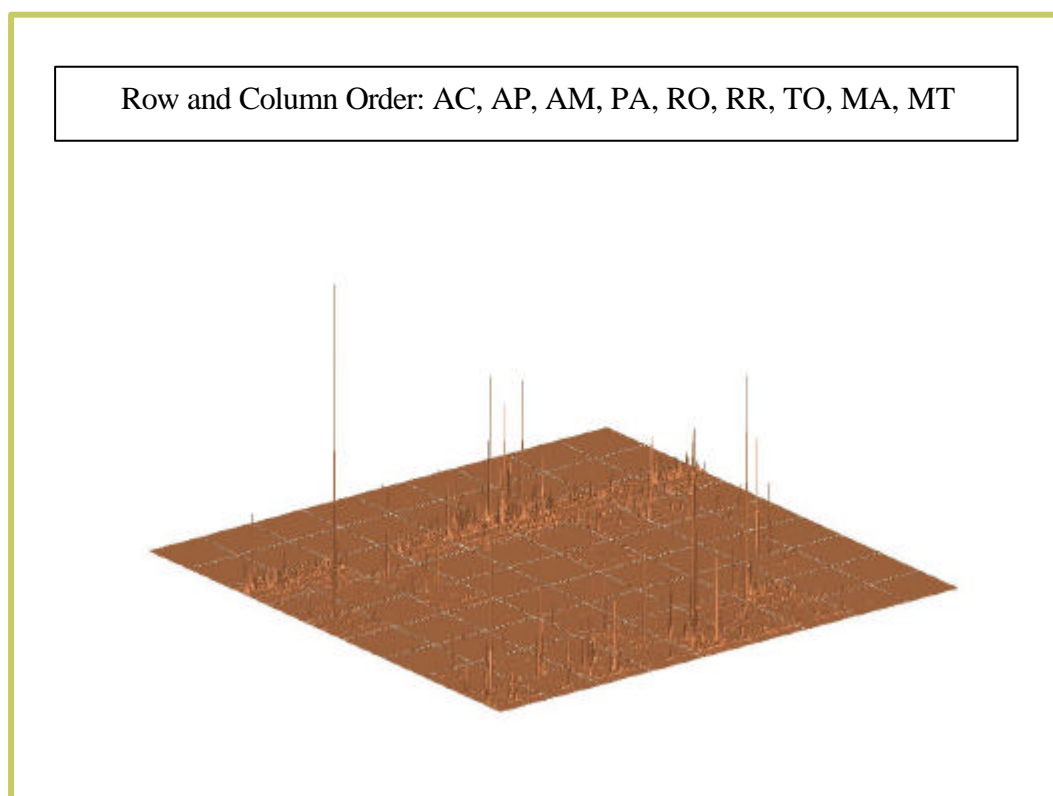 Row and Column Order: AC, AP, AM, PA, RO, RR, TO, MA, MT